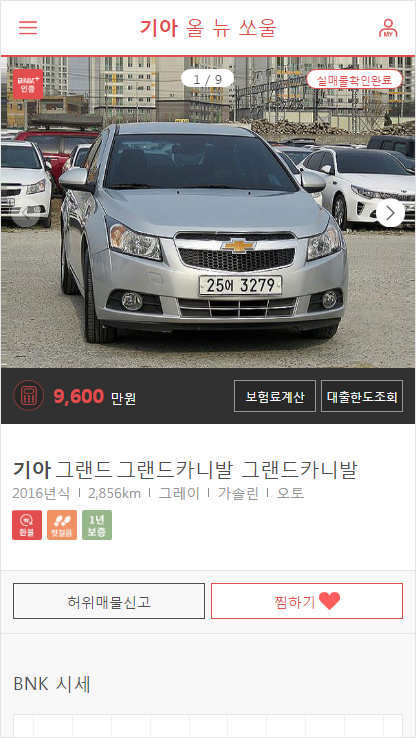 기아 올 뉴 쏘울
MY
BNK+
인증
1 / 9
실매물확인완료
25어 3279
9,600 만원
보험료계산
대출한도조회
기아 그랜드 그랜드카니발 그랜드카니발
2016년식 | 2,856km | 그레이 | 가솔린 | 오토
환불
첫걸음
1년
보증
허위매물신고
찜하기
BNK 시세